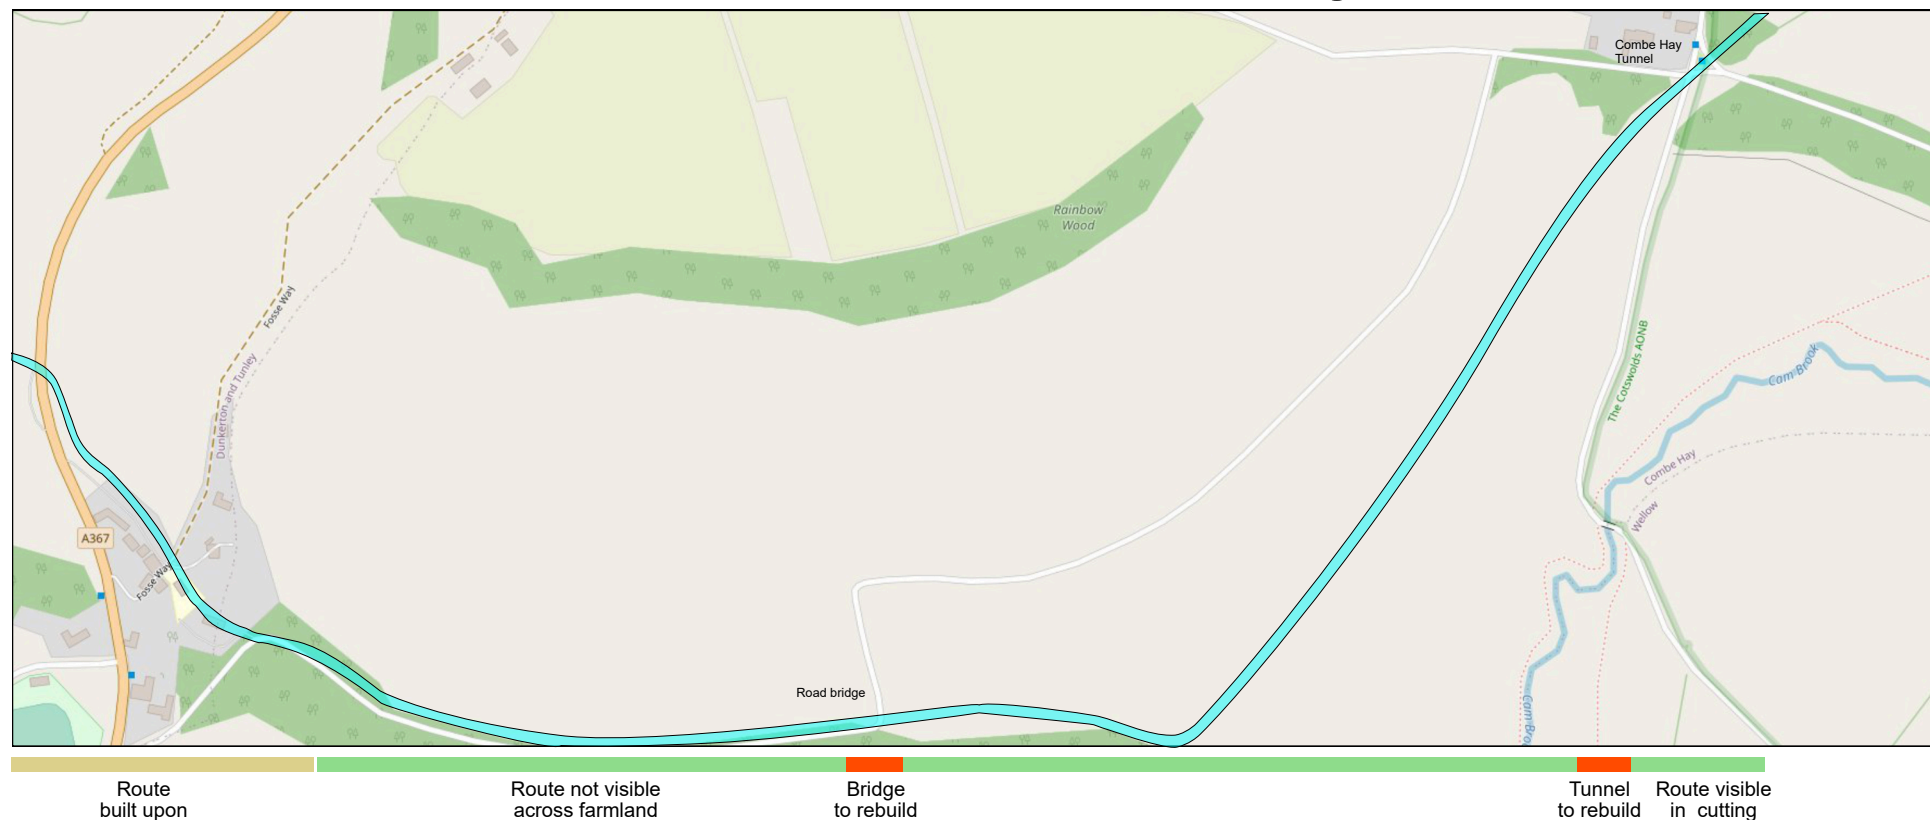 Combe Hay
Tunnel
Rainbow
Wood
Fosse Way
Dunkerton and Tunley
The Cotswolds AONB
Cam Brook
Combe Hay
Wellow
A367
Fosse Way
Road bridge
Cam Bro
Route
built upon
Route not visible
across farmland
Bridge
to rebuild
Tunnel
to rebuild
Route visible
in cutting